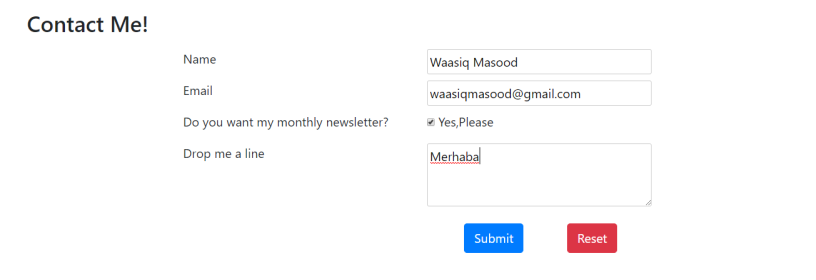 Contact Me!
Name Waasiq Masood
Email waasiqmasood@gmail.com
Do you want my monthly newsletter? Yes,Please
Drop me a line Merhaba
Submit Reset